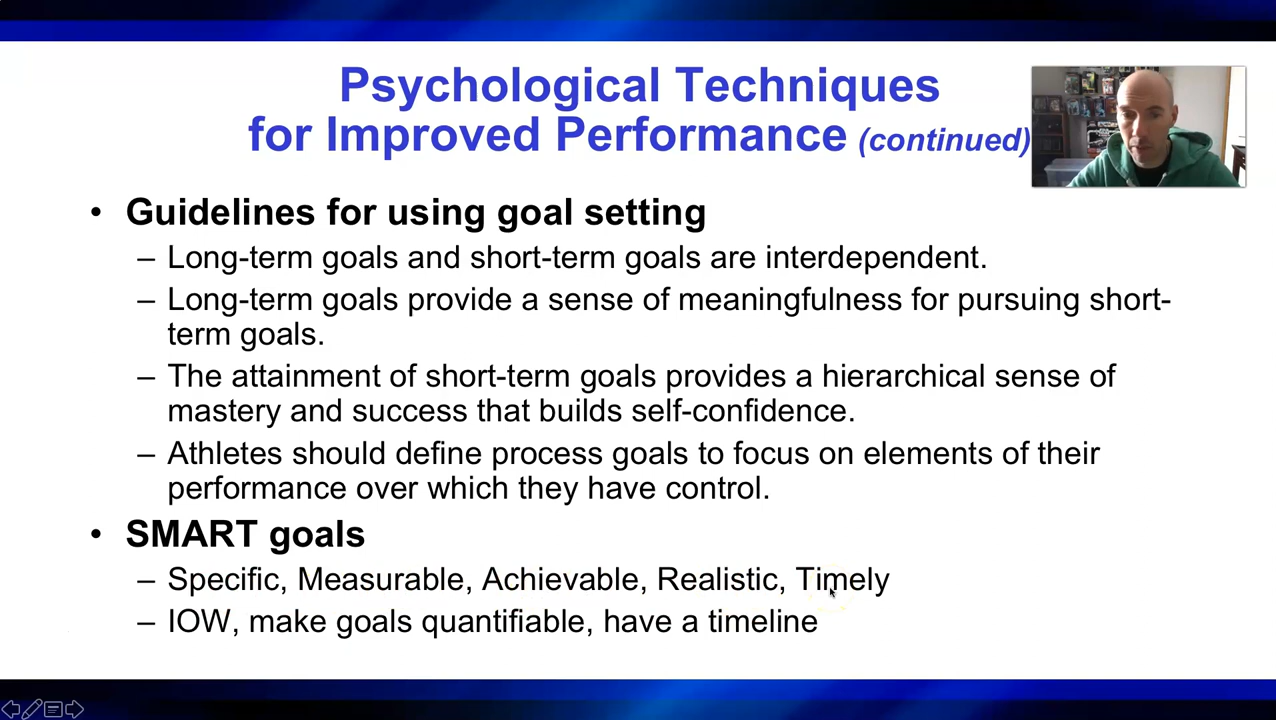 Psychological Techniques
for Improved Performance (continued)
• Guidelines for using goal setting
– Long-term goals and short-term goals are interdependent.
– Long-term goals provide a sense of meaningfulness for pursuing short-
term goals.
– The attainment of short-term goals provides a hierarchical sense of
mastery and success that builds self-confidence.
– Athletes should define process goals to focus on elements of their
performance over which they have control.
• SMART goals
– Specific, Measurable, Achievable, Realistic, Timely
– IOW, make goals quantifiable, have a timeline